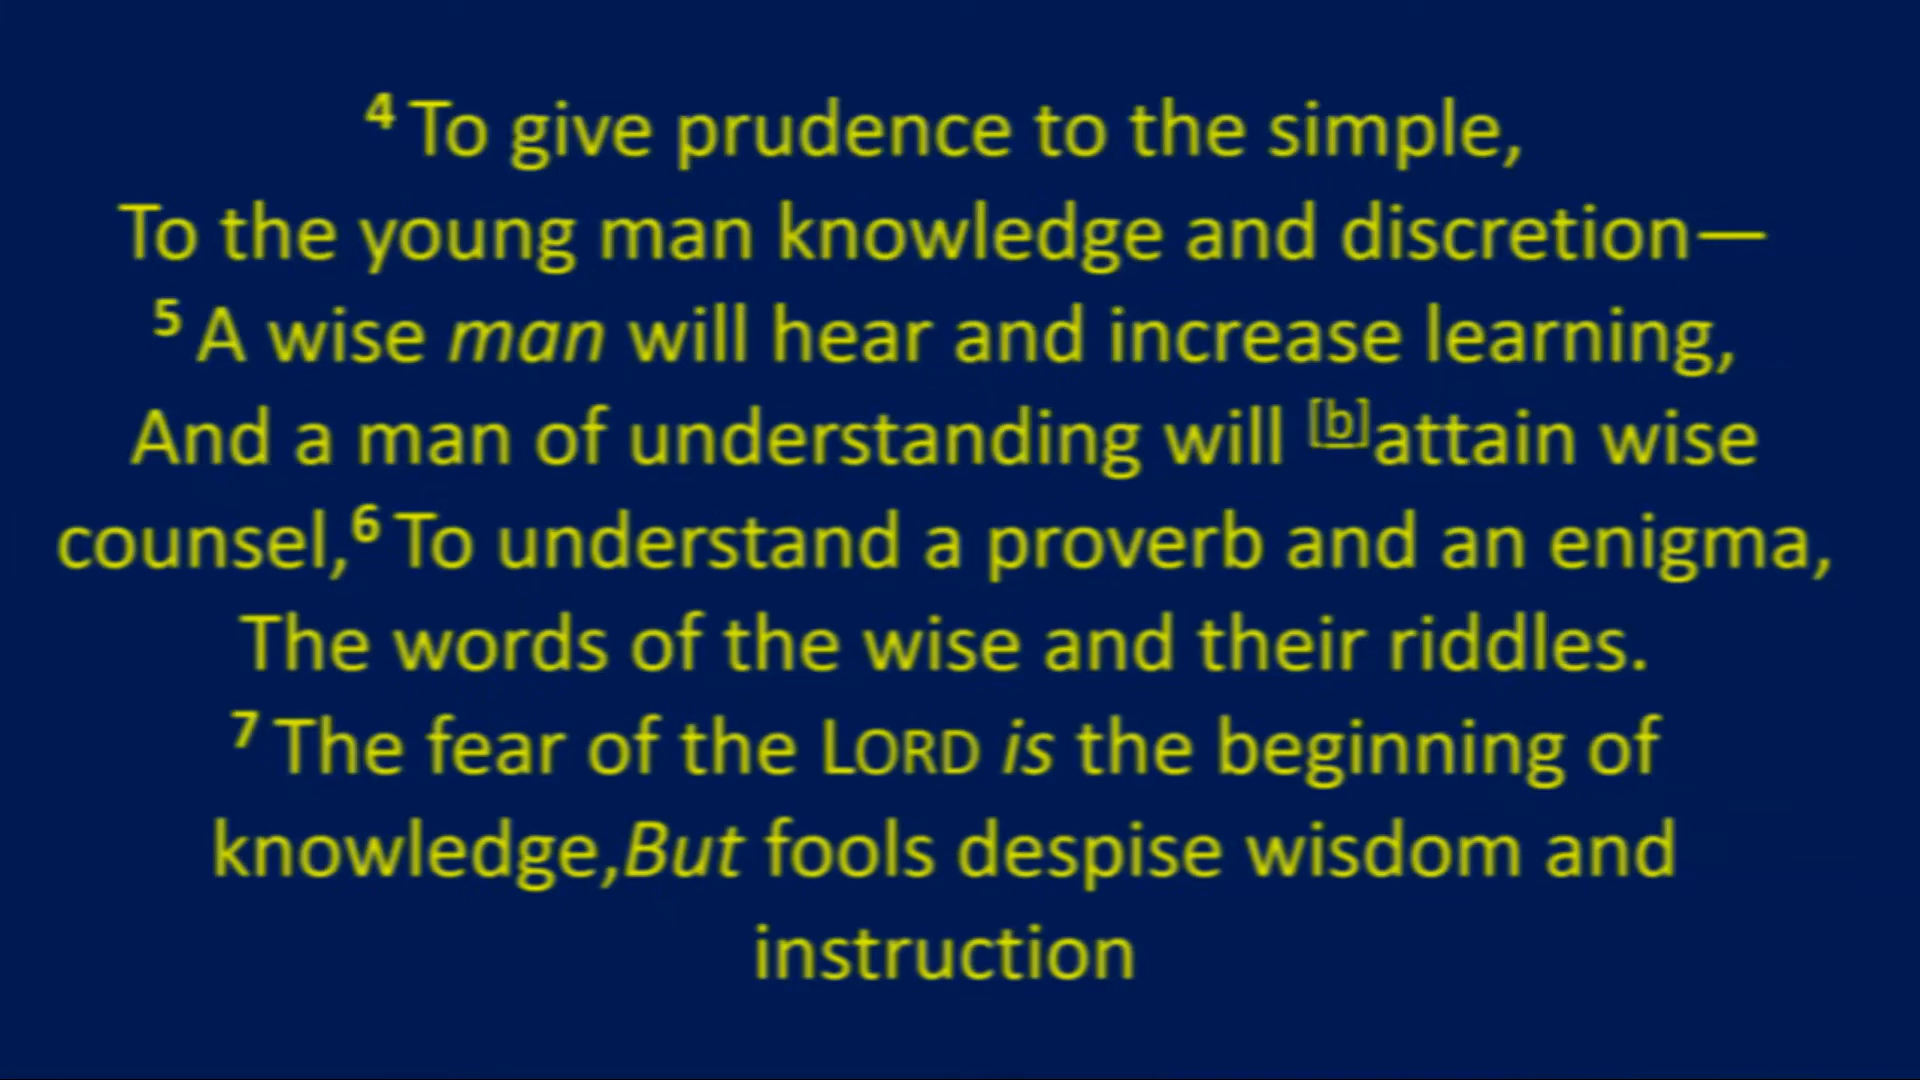 4 To give prudence to the simple,
To the young man knowledge and discretion—
5 A wise man will hear and increase learning,
And a man of understanding will [b]attain wise
counsel,6 To understand a proverb and an enigma,
The words of the wise and their riddles.
7 The fear of the LORD is the beginning of
knowledge,But fools despise wisdom and
instruction